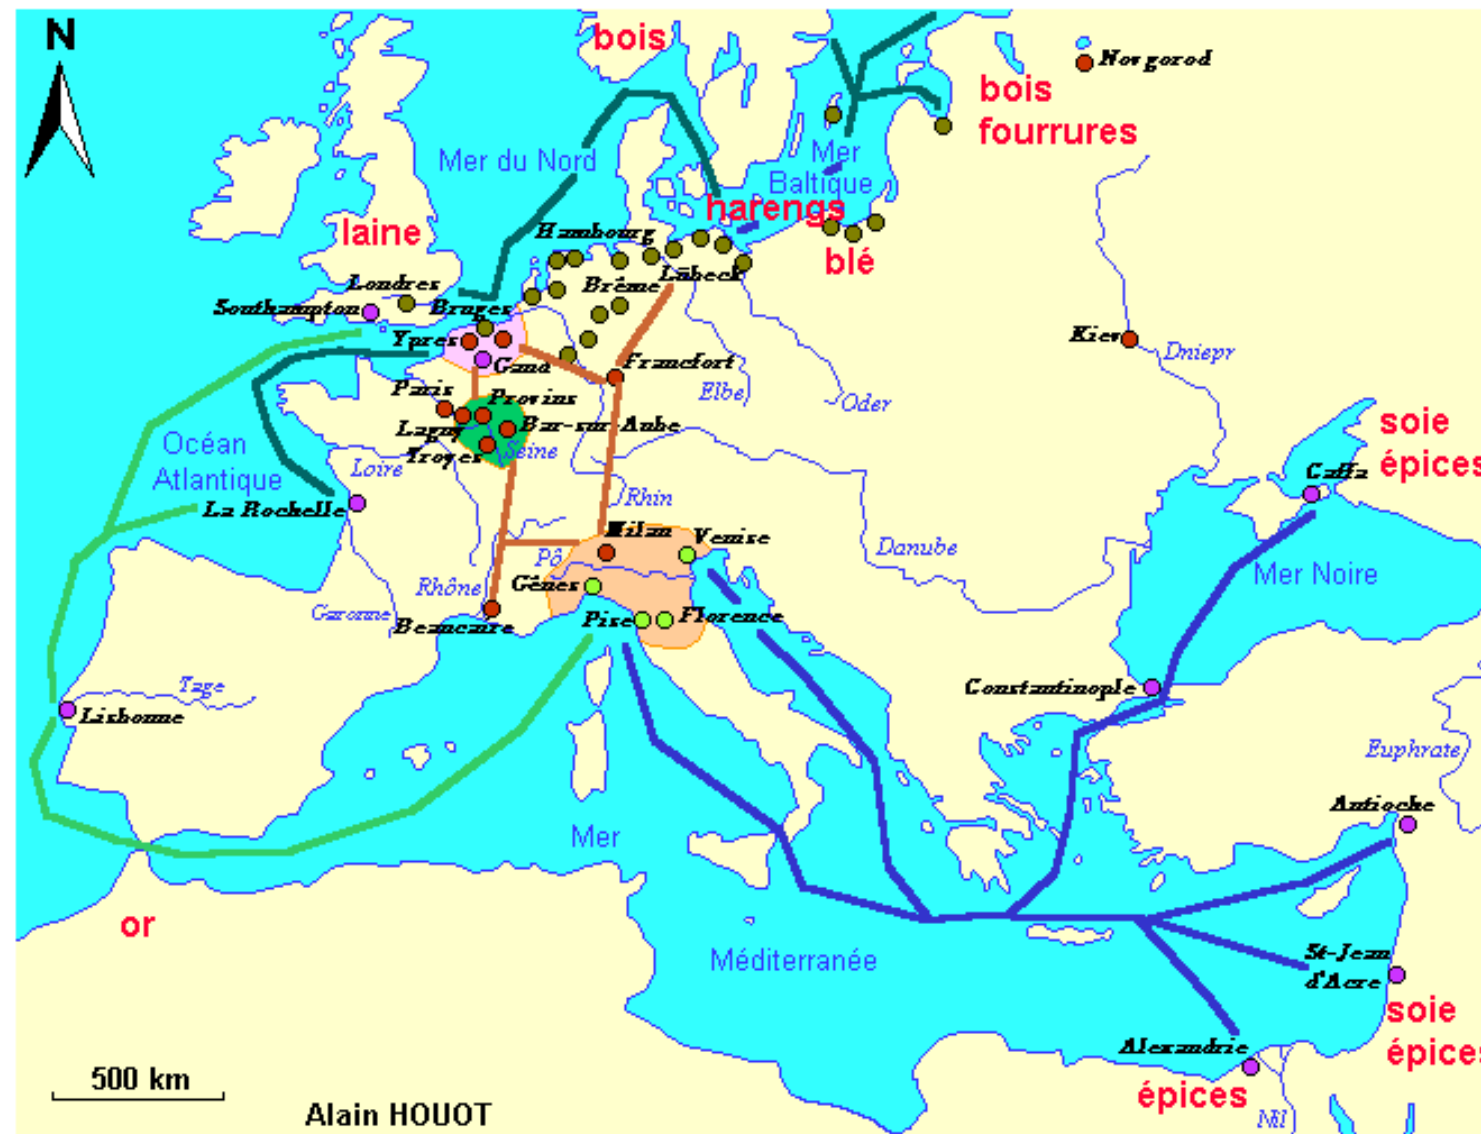 N
bois
Novgorod
bois
fourrures
Mer du Nord
Mer
Baltique
harengs
laine
Hambourg
blé
Londres
Brême
Lübeck
Southampton
Bruges
Ypres
Kiev
Dniepr
Gand
Francfort
Paris
Provins
Elbe
Oder
Lagny
Bar-sur-Aube
Troyes
Seine
soie
épices
Océan
Atlantique
Loire
Caffa
La Rochelle
Rhin
Milan
Venise
Danube
Pô
Mer Noire
Rhône
Gênes
Garonne
Beaucaire
Pise
Florence
Tage
Constantinople
Lisbonne
Euphrate
Antioche
Mer
or
Méditerranée
St-Jean
d'Acre
soie
épices
Alexandrie
épices
Nil
500 km
Alain HOUOT